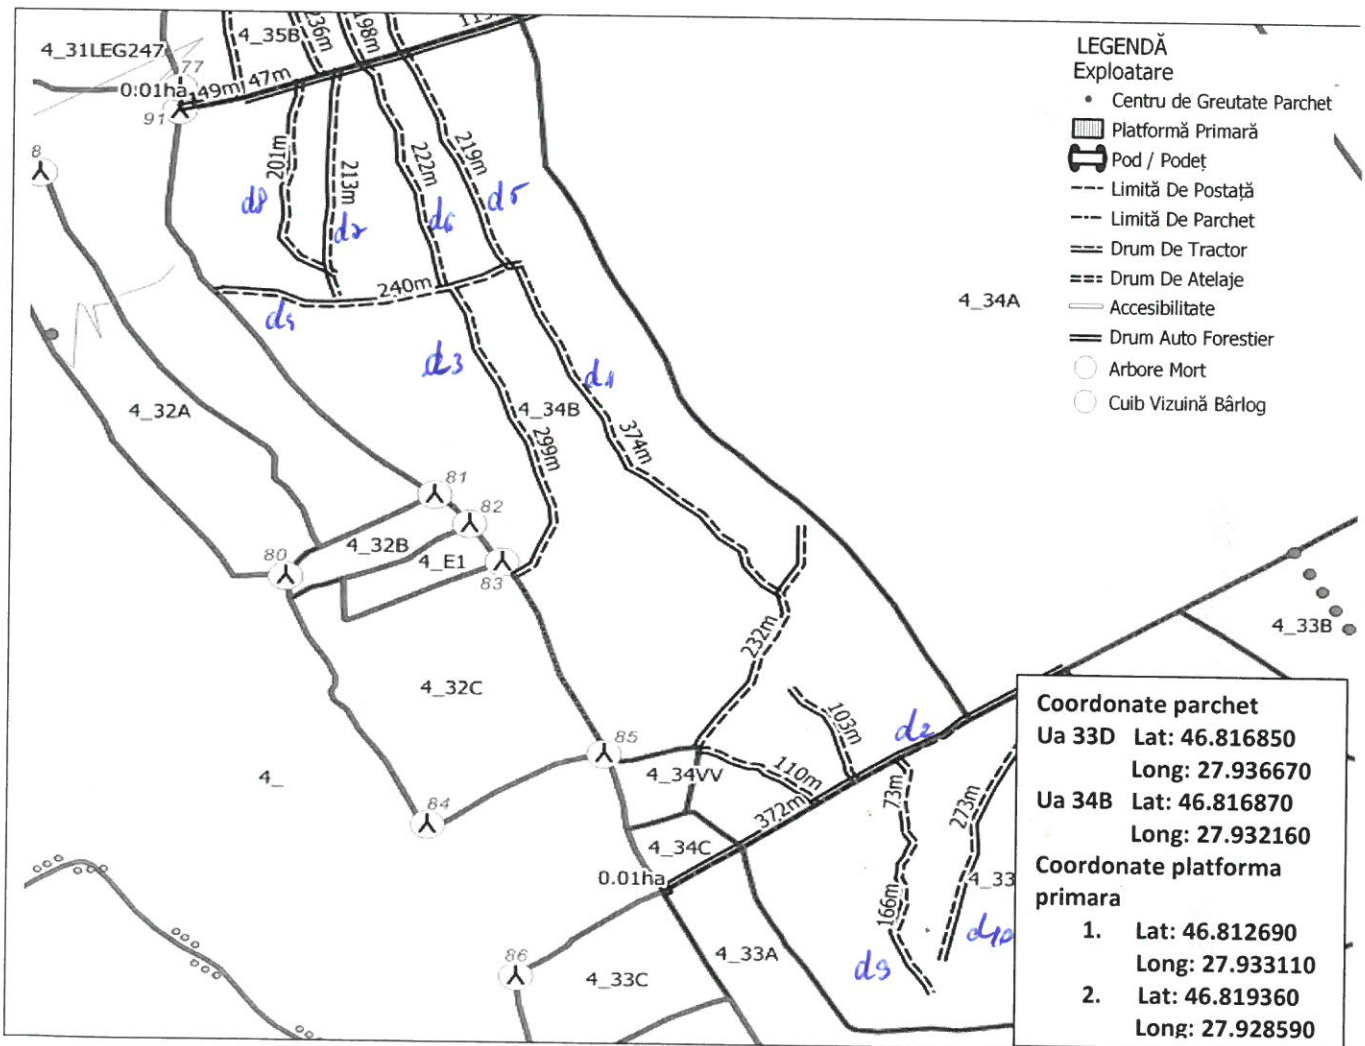 4_31LEG247
77
4_35B
236m
198m
0.01ha
49m
47m
91
8
201m
213m
222m
219m
d8
d7
d6
d5
240m
4_34A
d3
d4
4_34B
4_32A
299m
374m
81
82
4_32B
4_E1
80
83
4_32C
232m
103m
d2
85
4_34VV
110m
372m
73m
273m
4_
84
4_34C
0.01ha
4_33
166m
86
4_33A
d9
d10
4_33C
4_33B
LEGENDĂ
Exploatare
Centru de Greutate Parchet
Platformă Primară
Pod / Podeț
Limită De Postață
Limită De Parchet
Drum De Tractor
Drum De Atelaje
Accesibilitate
Drum Auto Forestier
Arbore Mort
Cuib Vizuină Bârlog
Coordonate parchet
Ua 33D Lat: 46.816850
Long: 27.936670
Ua 34B Lat: 46.816870
Long: 27.932160
Coordonate platforma
primara
1. Lat: 46.812690
Long: 27.933110
2. Lat: 46.819360
Long: 27.928590